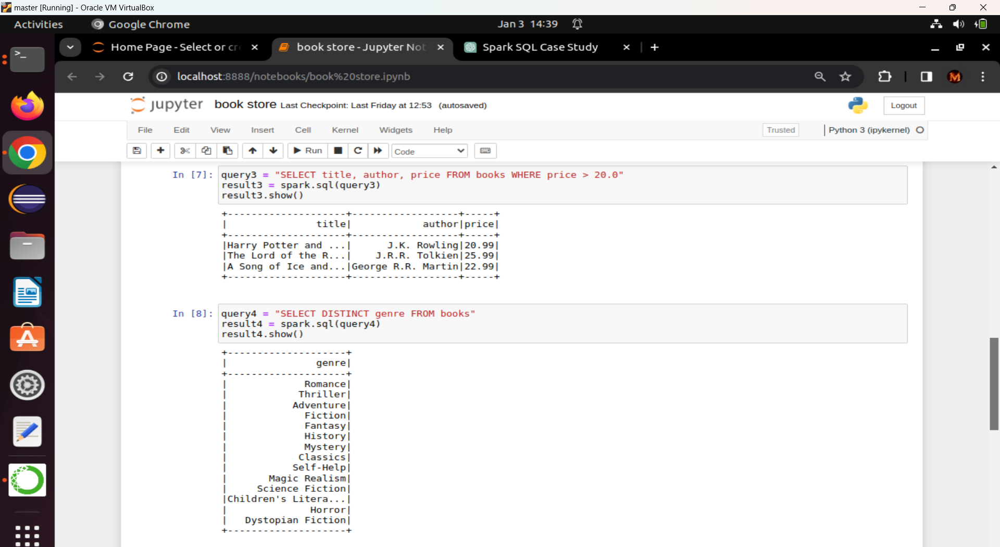 master [Running] - Oracle VM VirtualBox
Activities Google Chrome Jan 3 14:39
Home Page - Select or cre book store - Jupyter Not Spark SQL Case Study
localhost:8888/notebooks/book%20store.ipynb
jupyter book store Last Checkpoint: Last Friday at 12:53 (autosaved) Logout
File Edit View Insert Cell Kernel Widgets Help Trusted Python 3 (ipykernel)
Run Code
In [7]: query3 = "SELECT title, author, price FROM books WHERE price > 20.0"
result3 = spark.sql(query3)
result3.show()
+--------------------+------------------+-----+
|               title|            author|price|
+--------------------+------------------+-----+
|Harry Potter and ...|      J.K. Rowling|20.99|
|The Lord of the R...|    J.R.R. Tolkien|25.99|
|A Song of Ice and...|George R.R. Martin|22.99|
+--------------------+------------------+-----+
In [8]: query4 = "SELECT DISTINCT genre FROM books"
result4 = spark.sql(query4)
result4.show()
+--------------------+
|               genre|
+--------------------+
|             Romance|
|            Thriller|
|           Adventure|
|             Fiction|
|             Fantasy|
|             History|
|             Mystery|
|            Classics|
|           Self-Help|
|       Magic Realism|
|     Science Fiction|
|Children's Litera...|
|              Horror|
|   Dystopian Fiction|
+--------------------+